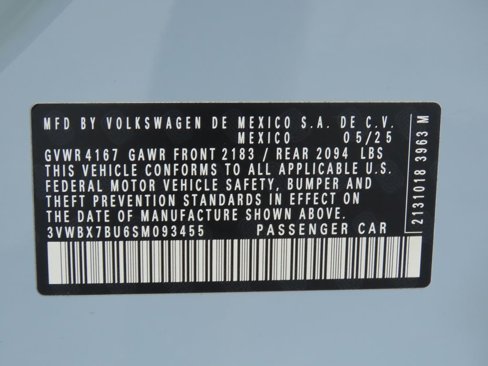 MFD BY VOLKSWAGEN DE MEXICO S.A. DE C.V.
MEXICO 05/25
GVWR 4167 GAWR FRONT 2183 / REAR 2094 LBS
THIS VEHICLE CONFORMS TO ALL APPLICABLE U.S.
FEDERAL MOTOR VEHICLE SAFETY, BUMPER AND
THEFT PREVENTION STANDARDS IN EFFECT ON
THE DATE OF MANUFACTURE SHOWN ABOVE.
3VWBX7BU6SM093455 PASSENGER CAR
2131018 3963 M